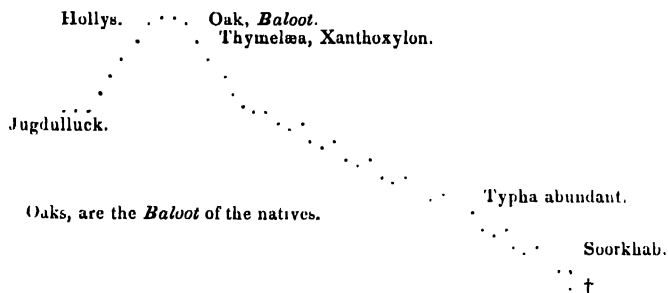 Hollys. Oak, Baloot.
Thymelæa, Xanthoxylon.
Jugdulluck.
Typha abundant.
Oaks, are the Baloot of the natives.
Soorkhab.
†